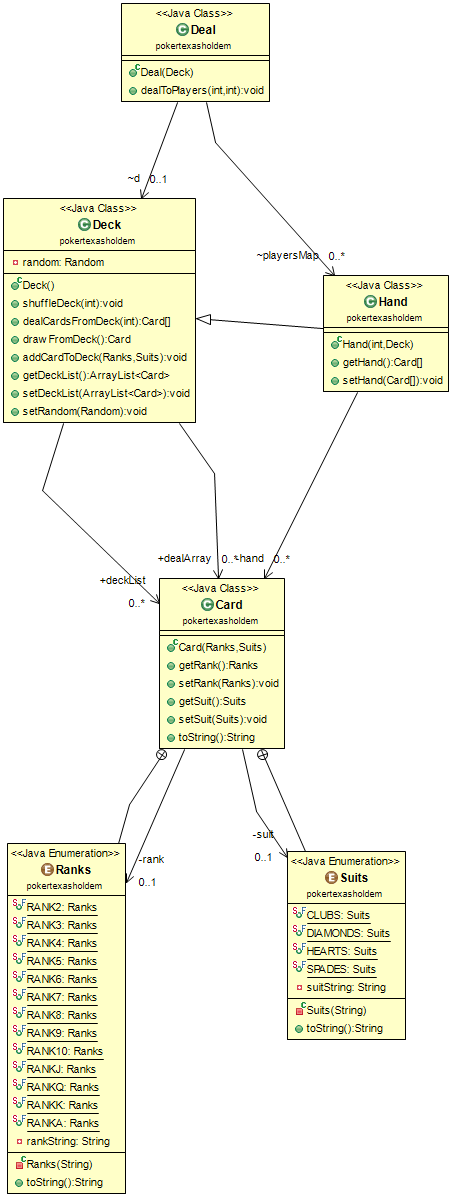 <<Java Class>>
Deal
pokertexasholdem
Deal(Deck)
dealToPlayers(int,int):void
~d 0..1
~playersMap 0..*
<<Java Class>>
Deck
pokertexasholdem
random: Random
Deck()
shuffleDeck(int):void
dealCardsFromDeck(int):Card[]
drawFromDeck():Card
addCardToDeck(Ranks,Suits):void
getDeckList():ArrayList<Card>
setDeckList(ArrayList<Card>):void
setRandom(Random):void
<<Java Class>>
Hand
pokertexasholdem
Hand(int,Deck)
getHand():Card[]
setHand(Card[]):void
+dealArray 0..*
-hand 0..*
+deckList
0..*
<<Java Class>>
Card
pokertexasholdem
Card(Ranks,Suits)
getRank():Ranks
setRank(Ranks):void
getSuit():Suits
setSuit(Suits):void
toString():String
-rank
0..1
-suit
0..1
<<Java Enumeration>>
Ranks
pokertexasholdem
RANK2: Ranks
RANK3: Ranks
RANK4: Ranks
RANK5: Ranks
RANK6: Ranks
RANK7: Ranks
RANK8: Ranks
RANK9: Ranks
RANK10: Ranks
RANKJ: Ranks
RANKQ: Ranks
RANKK: Ranks
RANKA: Ranks
rankString: String
Ranks(String)
toString():String
<<Java Enumeration>>
Suits
pokertexasholdem
CLUBS: Suits
DIAMONDS: Suits
HEARTS: Suits
SPADES: Suits
suitString: String
Suits(String)
toString():String